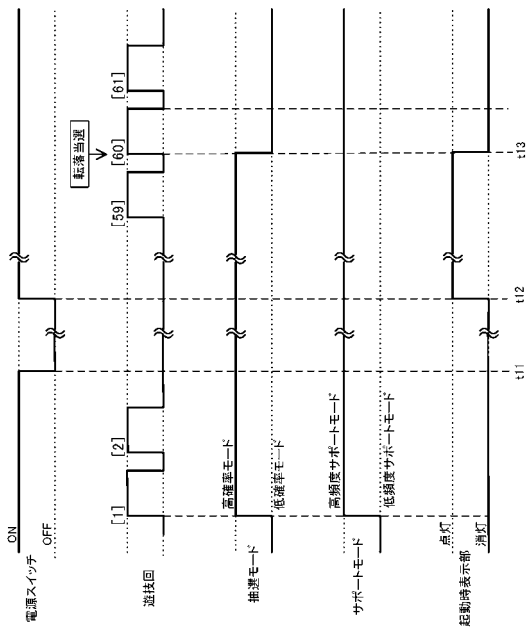 ON
電源スイッチ
OFF
転落当選
[1]
[2]
[59]
[60]
[61]
遊技回
高確率モード
抽選モード
低確率モード
高頻度サポートモード
サポートモード
低頻度サポートモード
点灯
起動時表示部
消灯
t11
t12
t13